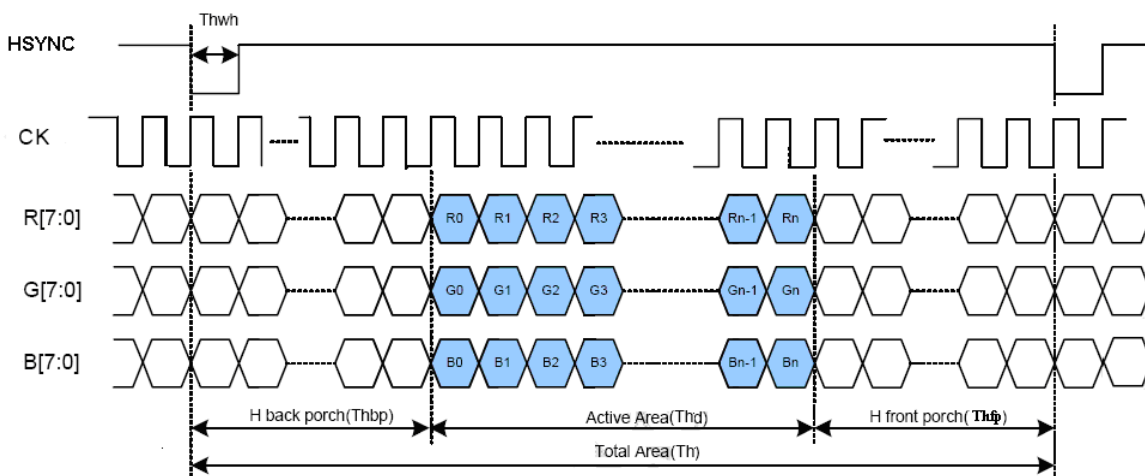 Thwh
HSYNC
CK
R[7:0] R0 R1 R2 R3 Rn-1 Rn
G[7:0] G0 G1 G2 G3 Gn-1 Gn
B[7:0] B0 B1 B2 B3 Bn-1 Bn
H back porch(Thbp) Active Area(Thd) H front porch(Thfp)
Total Area(Th)